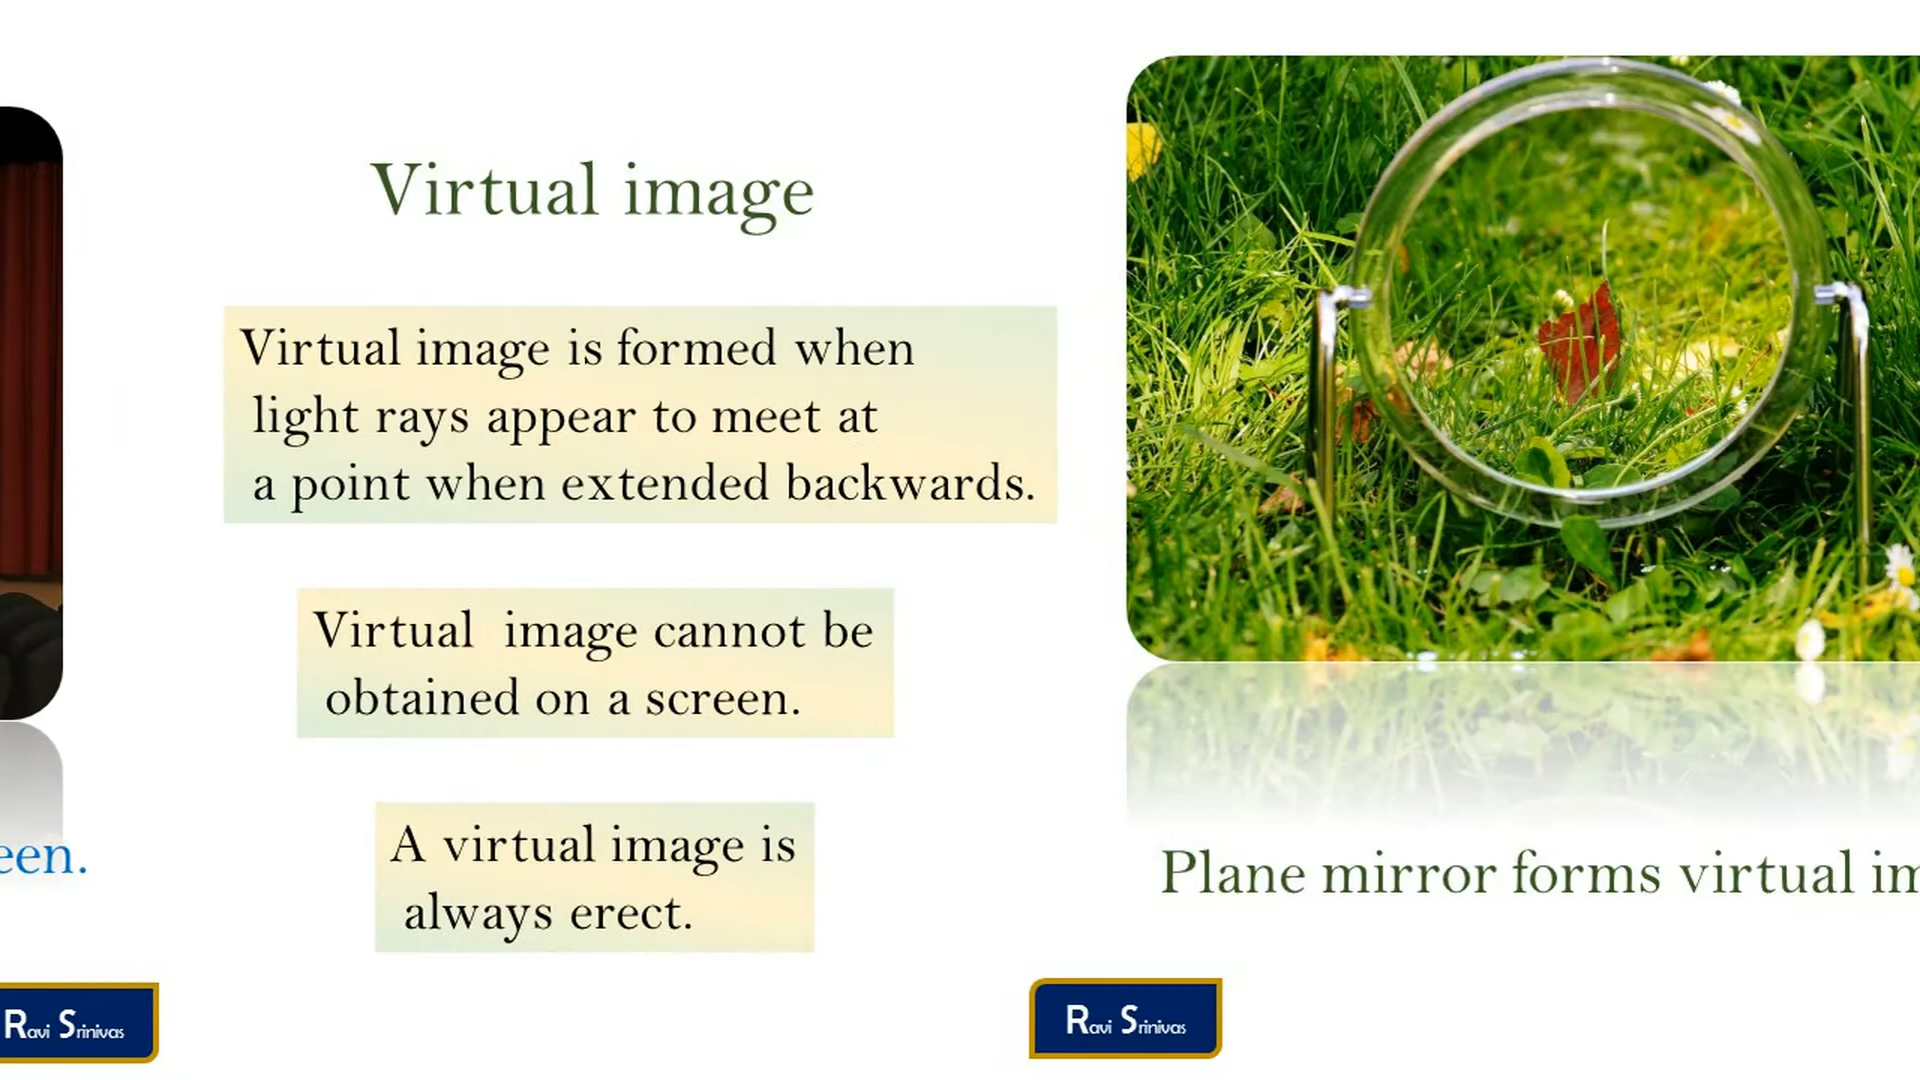 Virtual image
Virtual image is formed when
light rays appear to meet at
a point when extended backwards.
Virtual image cannot be
obtained on a screen.
A virtual image is
always erect.
een.
Plane mirror forms virtual im
Ravi Srinivas
Ravi Srinivas